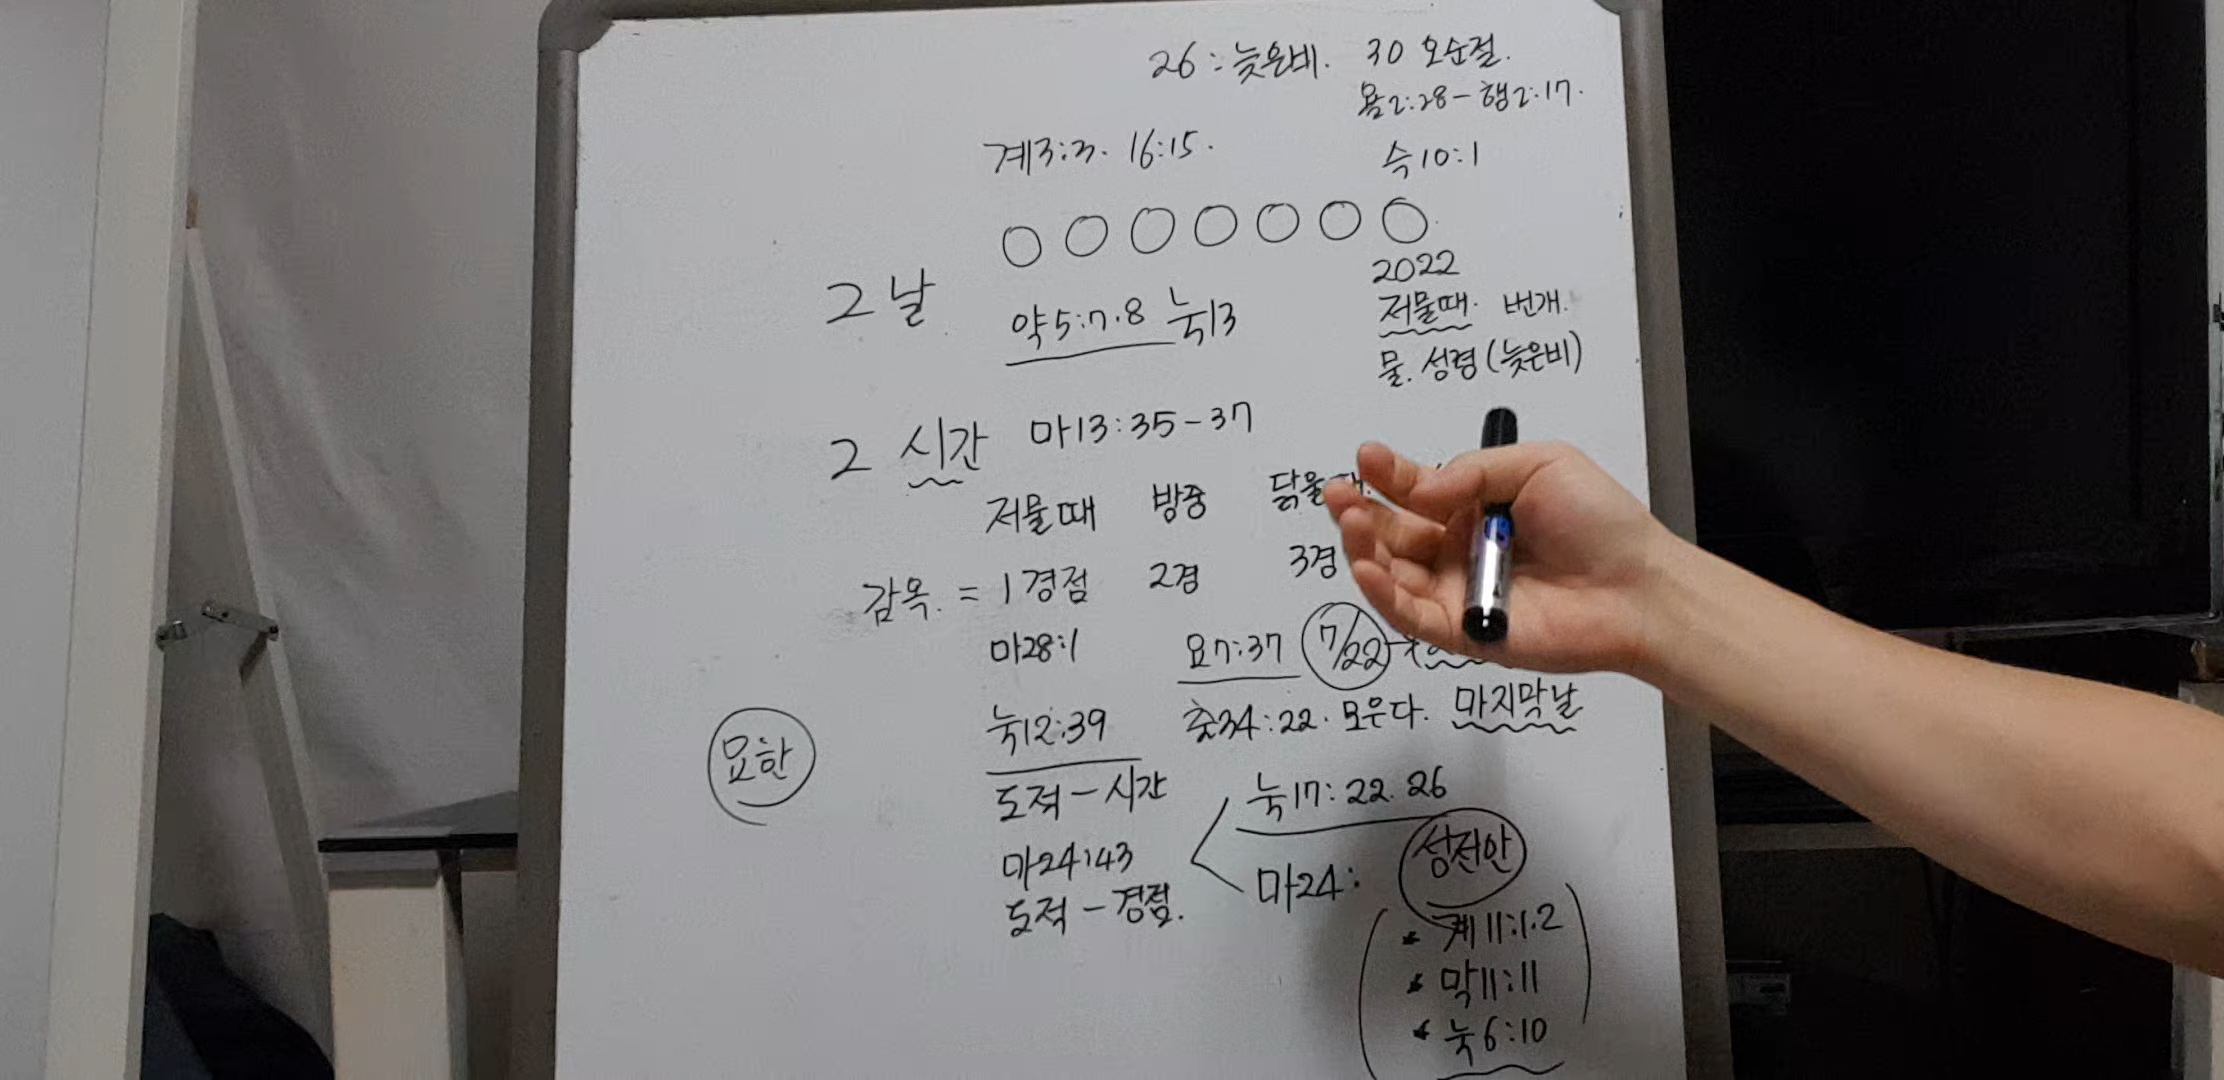 26 : 늦은비. 30 오순절.
욜2:28 - 행2:17.
계3:3. 16:15.
슥10:1
2022
그 날
약5:7.8 눅13
저물때. 번개.
물. 성령 (늦은비)
그 시간 마13:35-37
저물때 방중 닭울때.
감옥. = 1경점 2경 3경
마28:1 요7:37 7/22
눅12:39 출34:22. 모은다. 마지막날
요한
도적 - 시간 눅17:22. 26
마24:43 마24: 성전안
도적 - 경점.
* 계11:1.2
* 막11:11
* 눅6:10